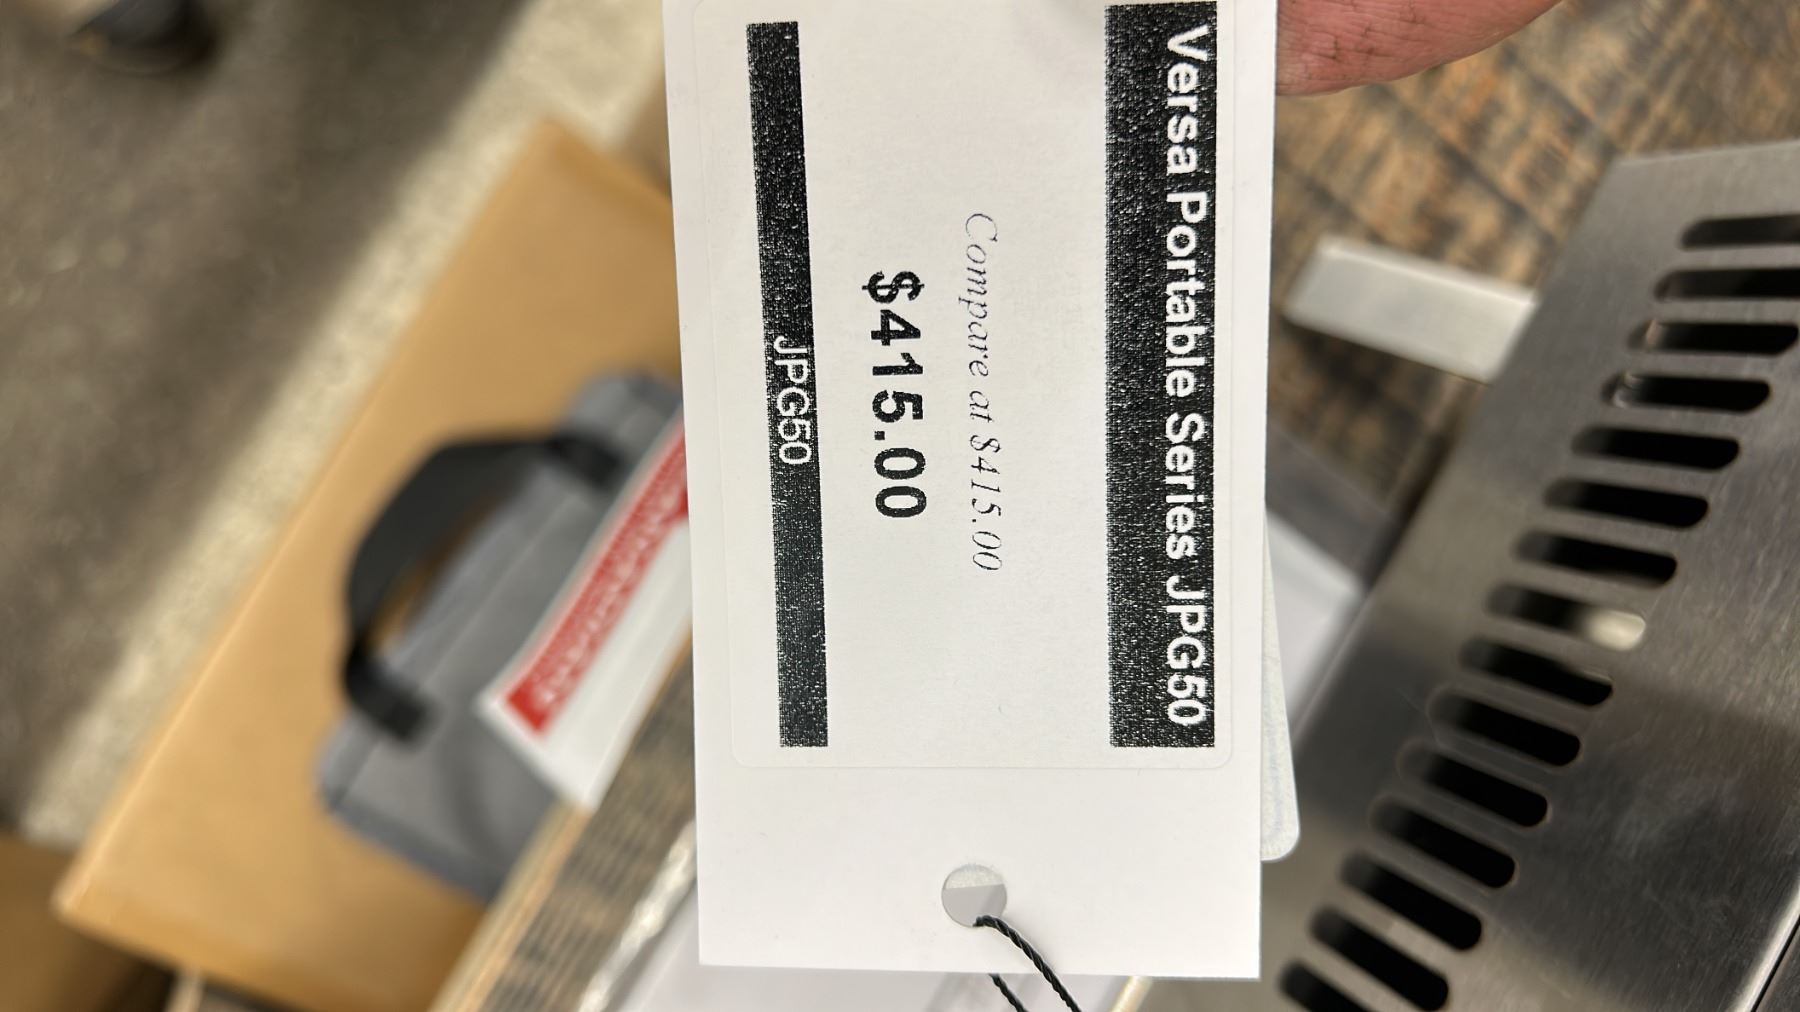 Versa Portable Series JPG50
Compare at $415.00
$415.00
JPG50